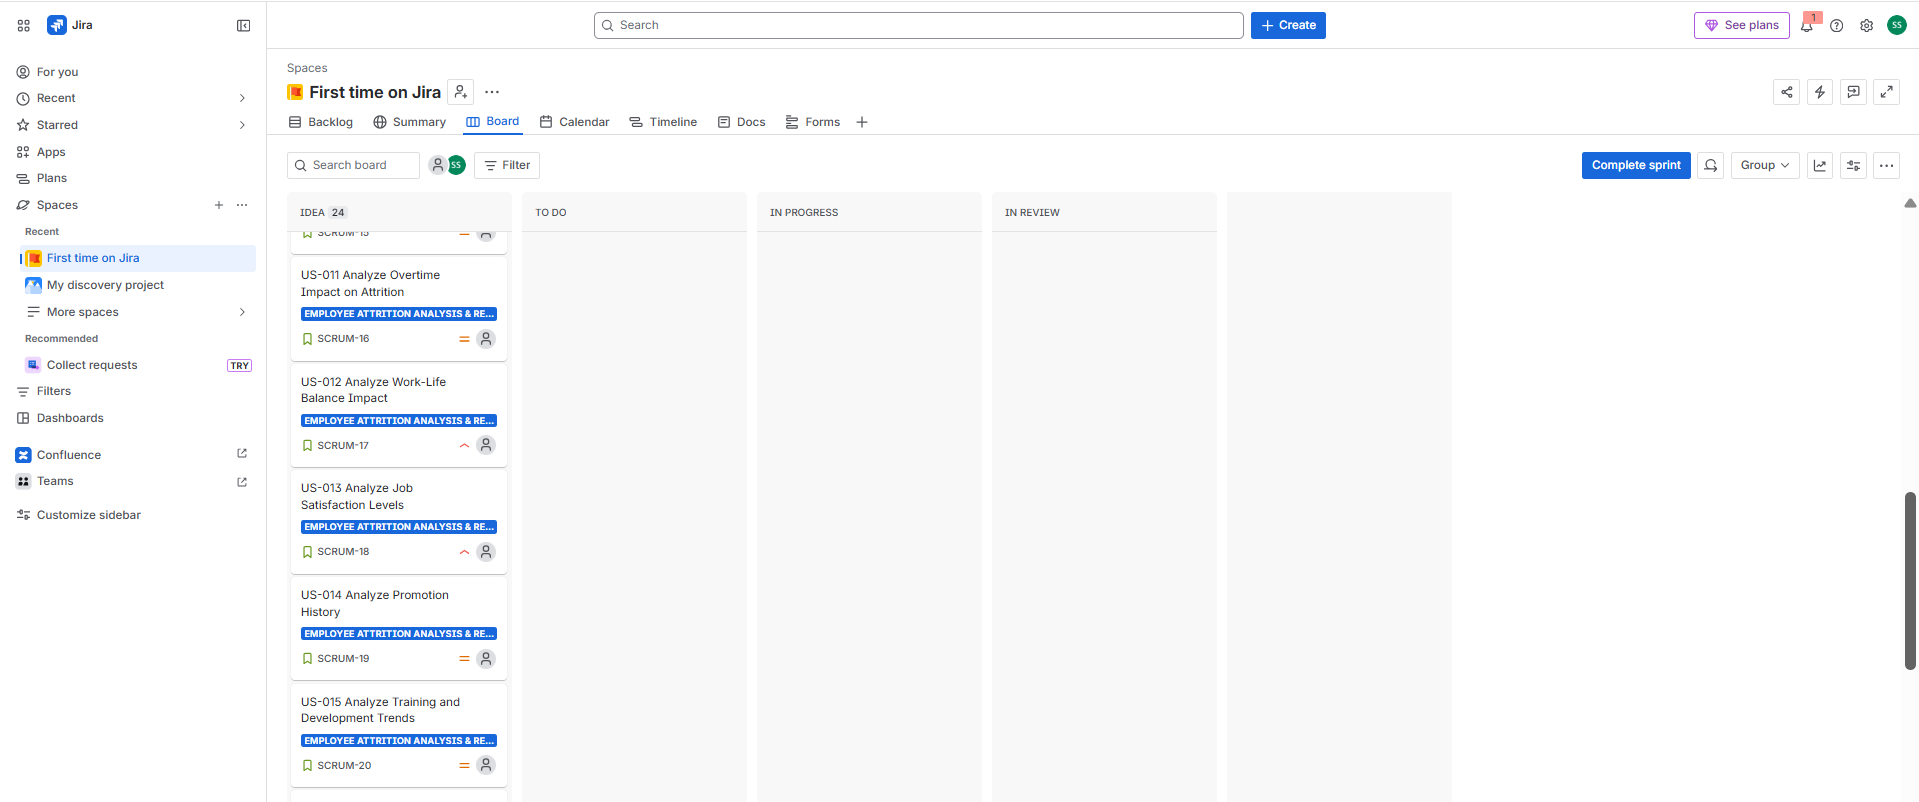 Jira
Search
Create
See plans
1
SS
For you
Recent
Starred
Apps
Plans
Spaces
Recent
First time on Jira
My discovery project
More spaces
Recommended
Collect requests
TRY
Filters
Dashboards
Confluence
Teams
Customize sidebar
Spaces
First time on Jira
Backlog
Summary
Board
Calendar
Timeline
Docs
Forms
Search board
SS
Filter
Complete sprint
Group
IDEA 24
TO DO
IN PROGRESS
IN REVIEW
SCRUM-15
US-011 Analyze Overtime
Impact on Attrition
EMPLOYEE ATTRITION ANALYSIS & RE...
SCRUM-16
US-012 Analyze Work-Life
Balance Impact
EMPLOYEE ATTRITION ANALYSIS & RE...
SCRUM-17
US-013 Analyze Job
Satisfaction Levels
EMPLOYEE ATTRITION ANALYSIS & RE...
SCRUM-18
US-014 Analyze Promotion
History
EMPLOYEE ATTRITION ANALYSIS & RE...
SCRUM-19
US-015 Analyze Training and
Development Trends
EMPLOYEE ATTRITION ANALYSIS & RE...
SCRUM-20